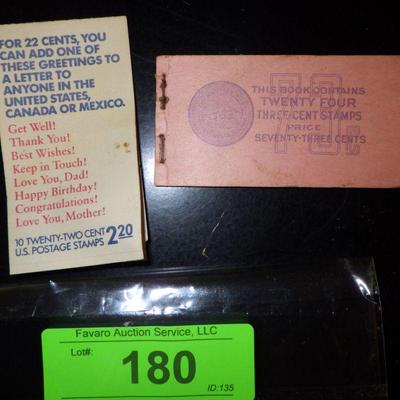 FOR 22 CENTS, YOU
CAN ADD ONE OF
THESE GREETINGS TO
A LETTER TO
ANYONE IN THE
UNITED STATES,
CANADA OR MEXICO.
Get Well!
Thank You!
Best Wishes!
Keep in Touch!
Love You, Dad!
Happy Birthday!
Congratulations!
Love You, Mother!
10 TWENTY-TWO CENT
U.S. POSTAGE STAMPS 2.20
73c
THIS BOOK CONTAINS
TWENTY FOUR
THREE-CENT STAMPS
PRICE
SEVENTY-THREE CENTS
Favaro Auction Service, LLC
Lot#:
180
ID:135